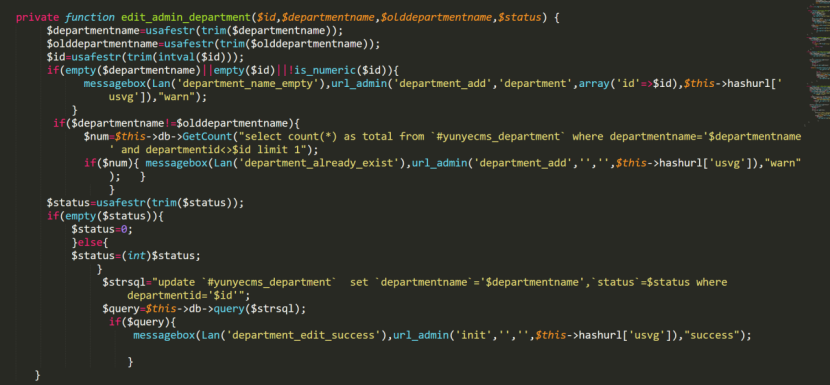 private function edit_admin_department($id,$departmentname,$olddepartmentname,$status) {
$departmentname=usafestr(trim($departmentname));
$olddepartmentname=usafestr(trim($olddepartmentname));
$id=usafestr(trim(intval($id)));
if(empty($departmentname)||empty($id)||!is_numeric($id)){
messagebox(Lan('department_name_empty'),url_admin('department_add','department',array('id'=>$id),$this->hashurl['
usvg']),"warn");
}
if($departmentname!=$olddepartmentname){
$num=$this->db->GetCount("select count(*) as total from `#yunyecms_department` where departmentname='$departmentname
' and departmentid<>$id limit 1");
if($num){ messagebox(Lan('department_already_exist'),url_admin('department_add','','',$this->hashurl['usvg']),"warn"
); }
}
$status=usafestr(trim($status));
if(empty($status)){
$status=0;
}else{
$status=(int)$status;
}
$strsql="update `#yunyecms_department` set `departmentname`='$departmentname',`status`=$status where
departmentid='$id'";
$query=$this->db->query($strsql);
if($query){
messagebox(Lan('department_edit_success'),url_admin('init','','',$this->hashurl['usvg']),"success");
}
}